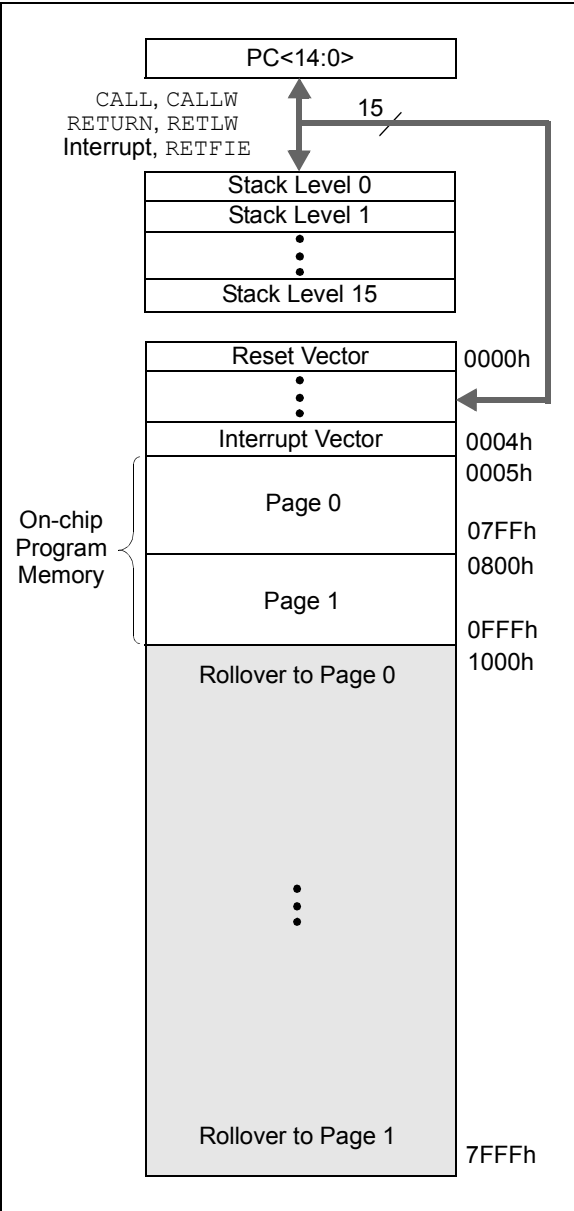 PC<14:0>
CALL, CALLW
RETURN, RETLW
Interrupt, RETFIE
15
Stack Level 0
Stack Level 1
Stack Level 15
Reset Vector
0000h
Interrupt Vector
0004h
0005h
Page 0
On-chip
Program
Memory
07FFh
0800h
Page 1
0FFFh
1000h
Rollover to Page 0
Rollover to Page 1
7FFFh